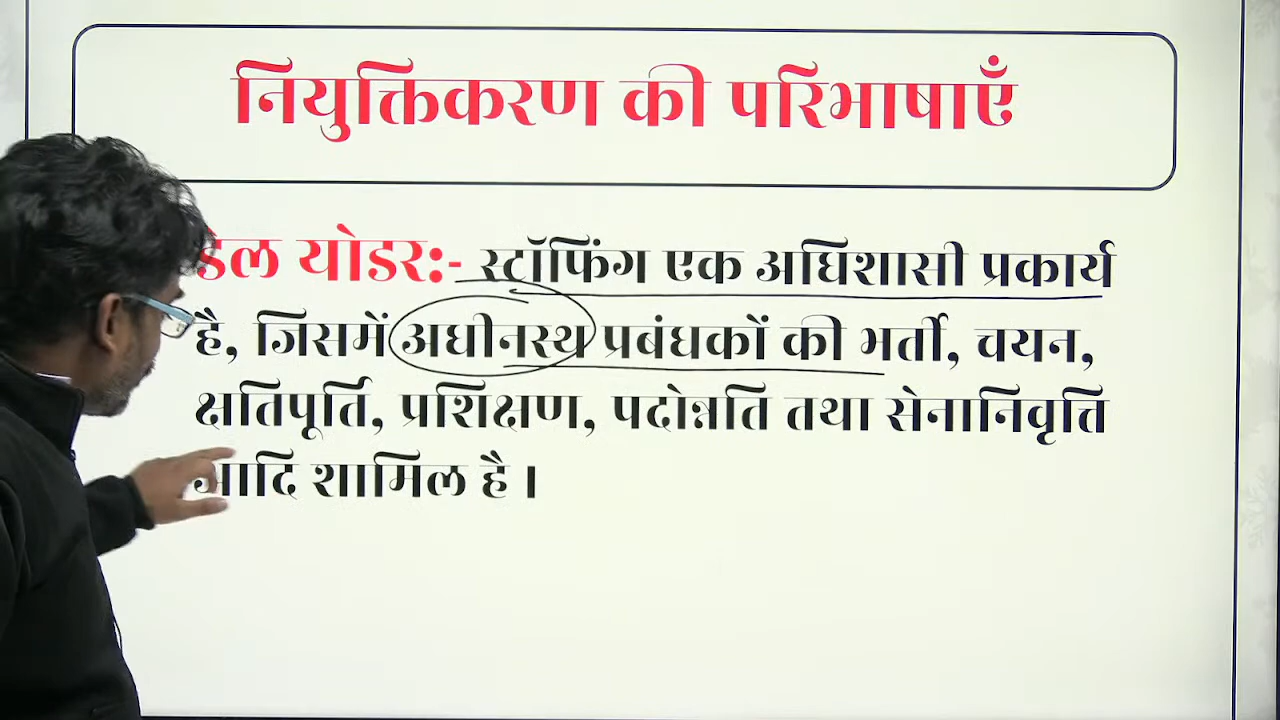 नियुक्तिकरण की परिभाषाएँ
डेल योडर:- स्टॉफिंग एक अधिशासी प्रकार्य
है, जिसमें अधीनस्थ प्रबंधकों की भर्ती, चयन,
क्षतिपूर्ति, प्रशिक्षण, पदोन्नति तथा सेनानिवृत्ति
आदि शामिल है ।